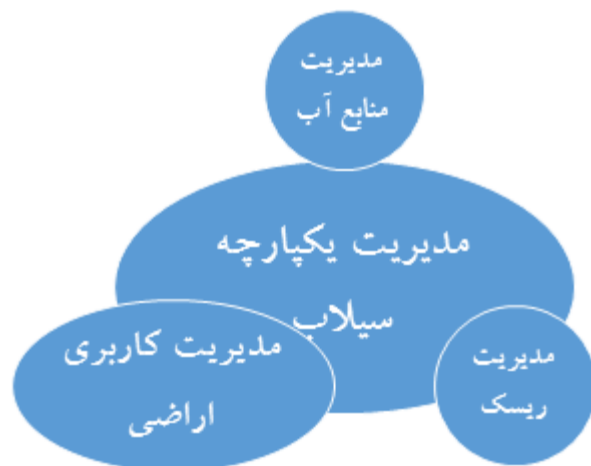 مدیریت
منابع آب
مدیریت یکپارچه
سیلاب
مدیریت کاربری
اراضی
مدیریت
ریسک